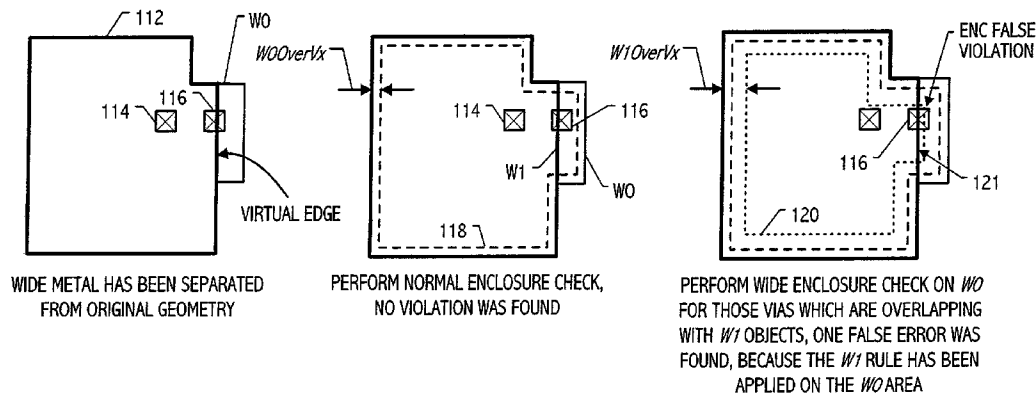 112
W0
114
116
VIRTUAL EDGE
WIDE METAL HAS BEEN SEPARATED
FROM ORIGINAL GEOMETRY
W0OverVx
114
116
W1
W0
118
PERFORM NORMAL ENCLOSURE CHECK,
NO VIOLATION WAS FOUND
W1OverVx
ENC FALSE
VIOLATION
116
121
120
PERFORM WIDE ENCLOSURE CHECK ON W0
FOR THOSE VIAS WHICH ARE OVERLAPPING
WITH W1 OBJECTS, ONE FALSE ERROR WAS
FOUND, BECAUSE THE W1 RULE HAS BEEN
APPLIED ON THE W0 AREA